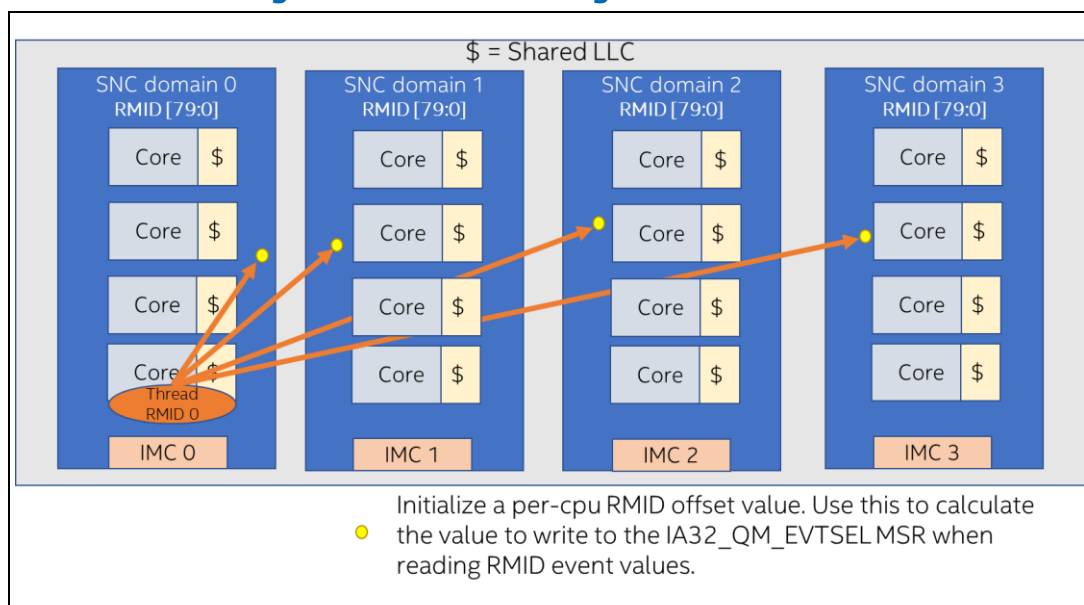 $ = Shared LLC
SNC domain 0
RMID [79:0]
Core $
Core $
Core $
Core $
Thread
RMID 0
IMC 0
SNC domain 1
RMID [79:0]
Core $
Core $
Core $
Core $
IMC 1
SNC domain 2
RMID [79:0]
Core $
Core $
Core $
Core $
IMC 2
SNC domain 3
RMID [79:0]
Core $
Core $
Core $
Core $
IMC 3
Initialize a per-cpu RMID offset value. Use this to calculate
the value to write to the IA32_QM_EVTSEL MSR when
reading RMID event values.